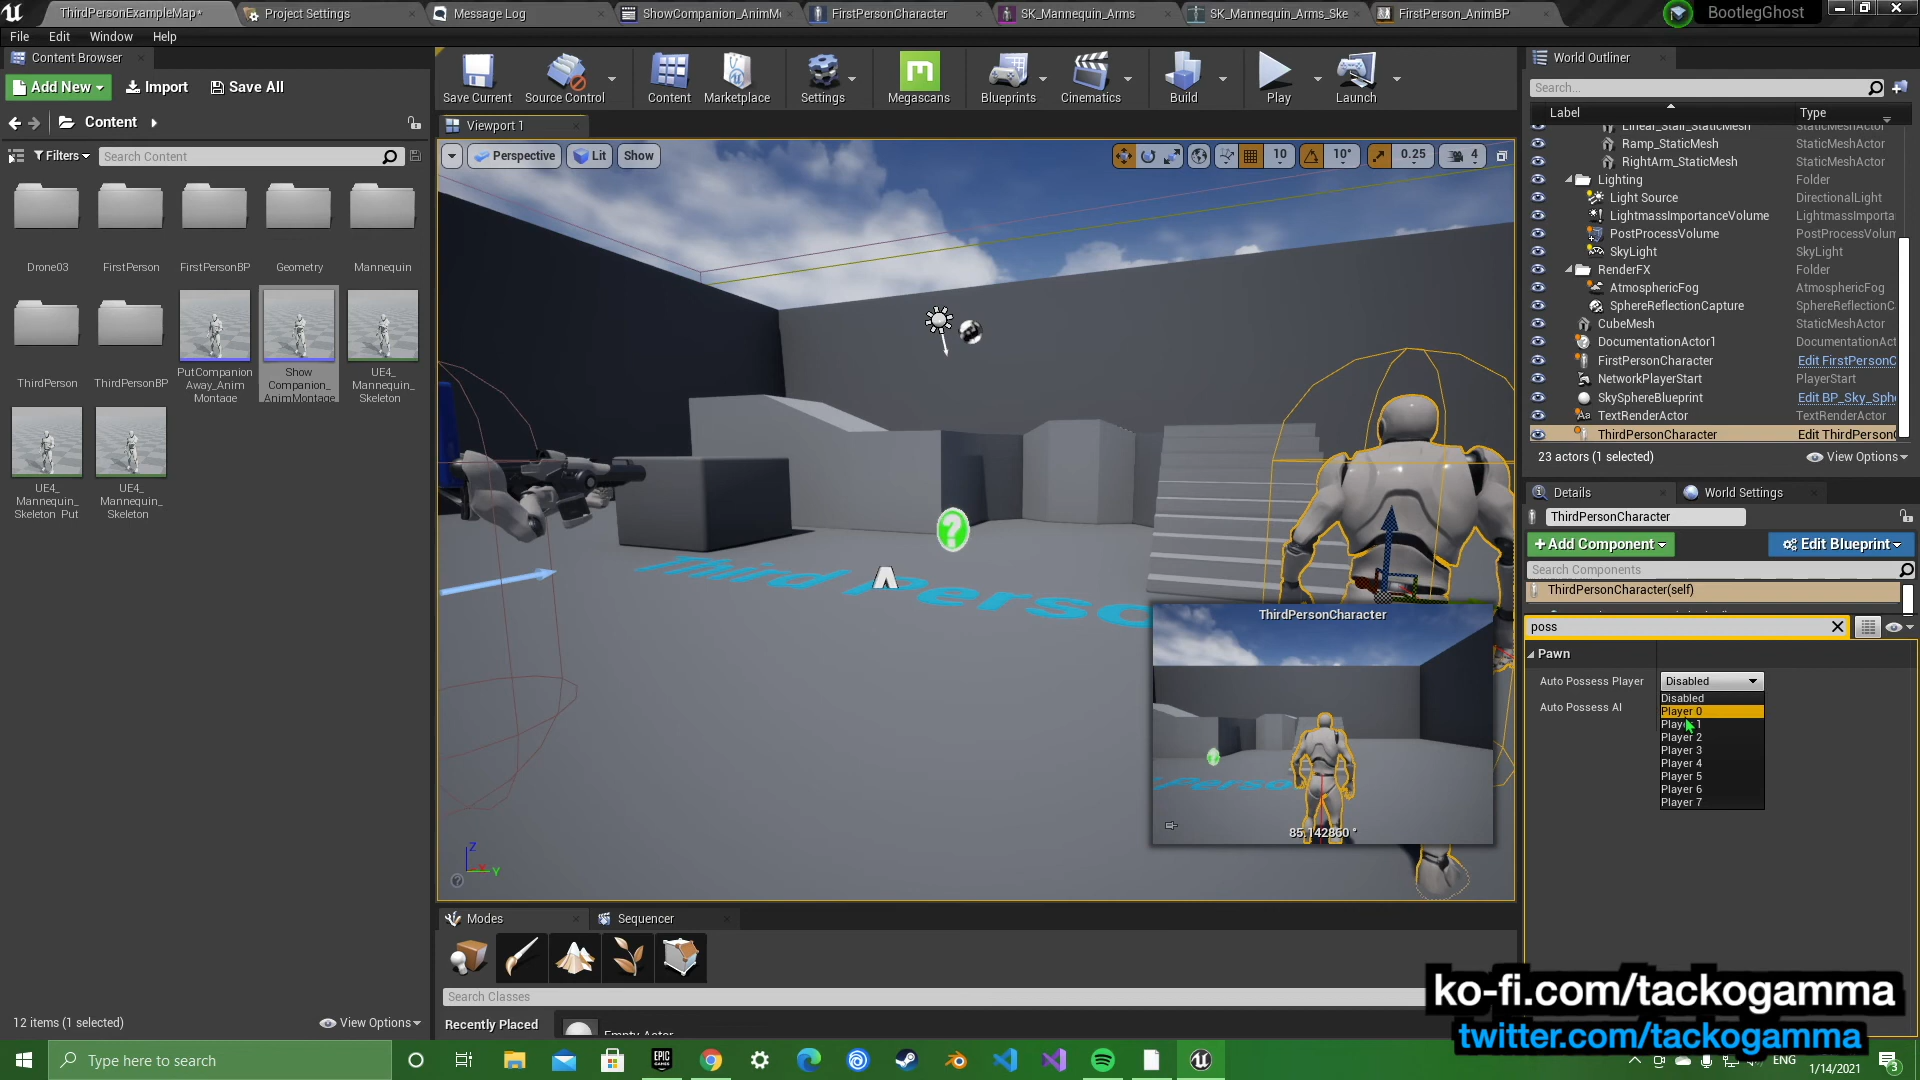 ThirdPersonExampleMap*
Project Settings
Message Log
ShowCompanion_AnimM
FirstPersonCharacter
SK_Mannequin_Arms
SK_Mannequin_Arms_Ske
FirstPerson_AnimBP
BootlegGhost
File
Edit
Window
Help
Content Browser
Add New
Import
Save All
Content
Filters
Search Content
Drone03
FirstPerson
FirstPersonBP
Geometry
Mannequin
ThirdPerson
ThirdPersonBP
PutCompanion
Away_Anim
Montage
Show
Companion_
AnimMontage
UE4_
Mannequin_
Skeleton
UE4_
Mannequin_
Skeleton_Put
UE4_
Mannequin_
Skeleton
12 items (1 selected)
View Options
Save Current
Source Control
Content
Marketplace
Settings
Megascans
Blueprints
Cinematics
Build
Play
Launch
Viewport 1
Perspective
Lit
Show
10
10°
0.25
4
Third Perso
ThirdPersonCharacter
Perso
85.142860 °
Z
Y
Modes
Sequencer
Search Classes
Recently Placed
Empty Actor
World Outliner
Search...
Label
Type
Linear_Stair_StaticMesh
StaticMeshActor
Ramp_StaticMesh
StaticMeshActor
RightArm_StaticMesh
StaticMeshActor
Lighting
Folder
Light Source
DirectionalLight
LightmassImportanceVolume
LightmassImporta
PostProcessVolume
PostProcessVolum
SkyLight
SkyLight
RenderFX
Folder
AtmosphericFog
AtmosphericFog
SphereReflectionCapture
SphereReflectionC
CubeMesh
StaticMeshActor
DocumentationActor1
DocumentationAct
FirstPersonCharacter
Edit FirstPersonC
NetworkPlayerStart
PlayerStart
SkySphereBlueprint
Edit BP_Sky_Sph
TextRenderActor
TextRenderActor
ThirdPersonCharacter
Edit ThirdPerson
23 actors (1 selected)
View Options
Details
World Settings
ThirdPersonCharacter
Add Component
Edit Blueprint
Search Components
ThirdPersonCharacter(self)
poss
Pawn
Auto Possess Player
Disabled
Auto Possess AI
Disabled
Player 0
Player 1
Player 2
Player 3
Player 4
Player 5
Player 6
Player 7
ko-fi.com/tackogamma
twitter.com/tackogamma
Type here to search
ENG
1/14/2021
3